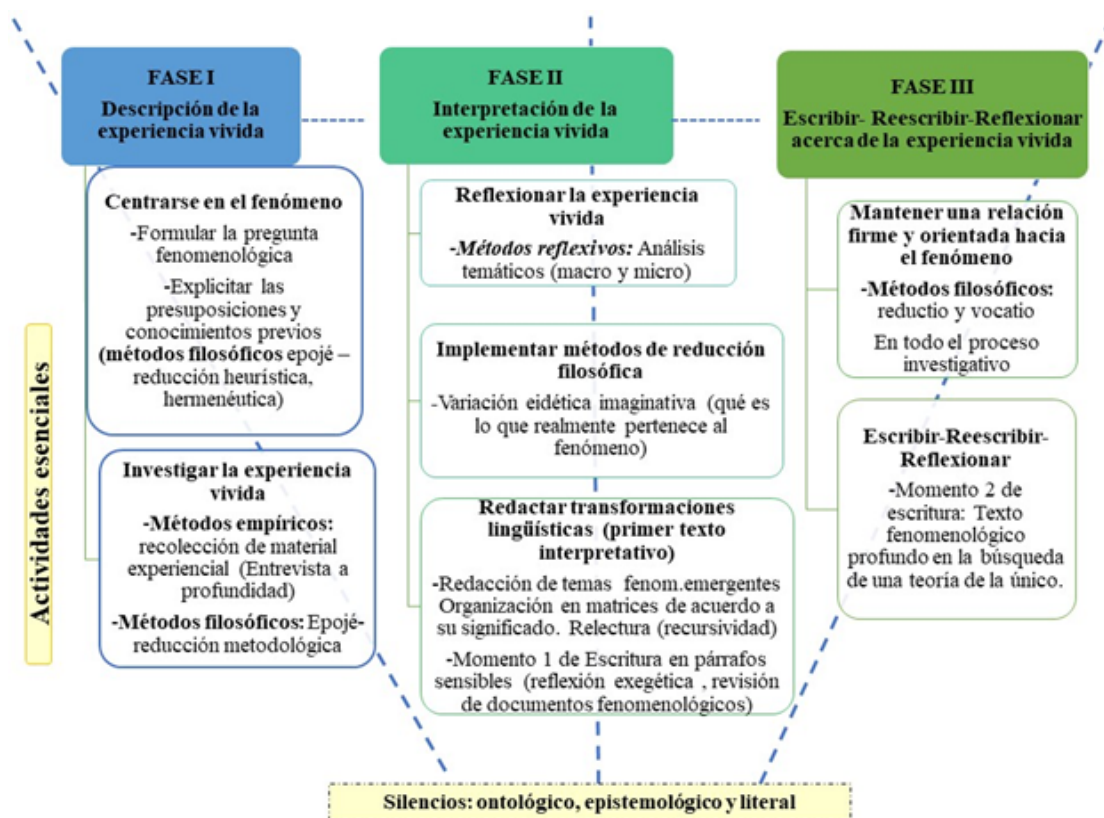 FASE I
Descripción de la
experiencia vivida
Centrarse en el fenómeno
-Formular la pregunta
fenomenológica
-Explicitar las
presuposiciones y
conocimientos previos
(métodos filosóficos epojé –
reducción heurística,
hermenéutica)
Investigar la experiencia
vivida
-Métodos empíricos:
recolección de material
experiencial (Entrevista a
profundidad)
-Métodos filosóficos: Epojé-
reducción metodológica
FASE II
Interpretación de la
experiencia vivida
Reflexionar la experiencia
vivida
-Métodos reflexivos: Análisis
temáticos (macro y micro)
Implementar métodos de reducción
filosófica
-Variación eidética imaginativa (qué es
lo que realmente pertenece al
fenómeno)
Redactar transformaciones
lingüísticas (primer texto
interpretativo)
-Redacción de temas fenom.emergentes
Organización en matrices de acuerdo a
su significado. Relectura (recursividad)
-Momento 1 de Escritura en párrafos
sensibles (reflexión exegética , revisión
de documentos fenomenológicos)
FASE III
Escribir- Reescribir-Reflexionar
acerca de la experiencia vivida
Mantener una relación
firme y orientada hacia
el fenómeno
-Métodos filosóficos:
reductio y vocatio
En todo el proceso
investigativo
Escribir-Reescribir-
Reflexionar
-Momento 2 de
escritura: Texto
fenomenológico
profundo en la búsqueda
de una teoría de la único.
Actividades esenciales
Silencios: ontológico, epistemológico y literal